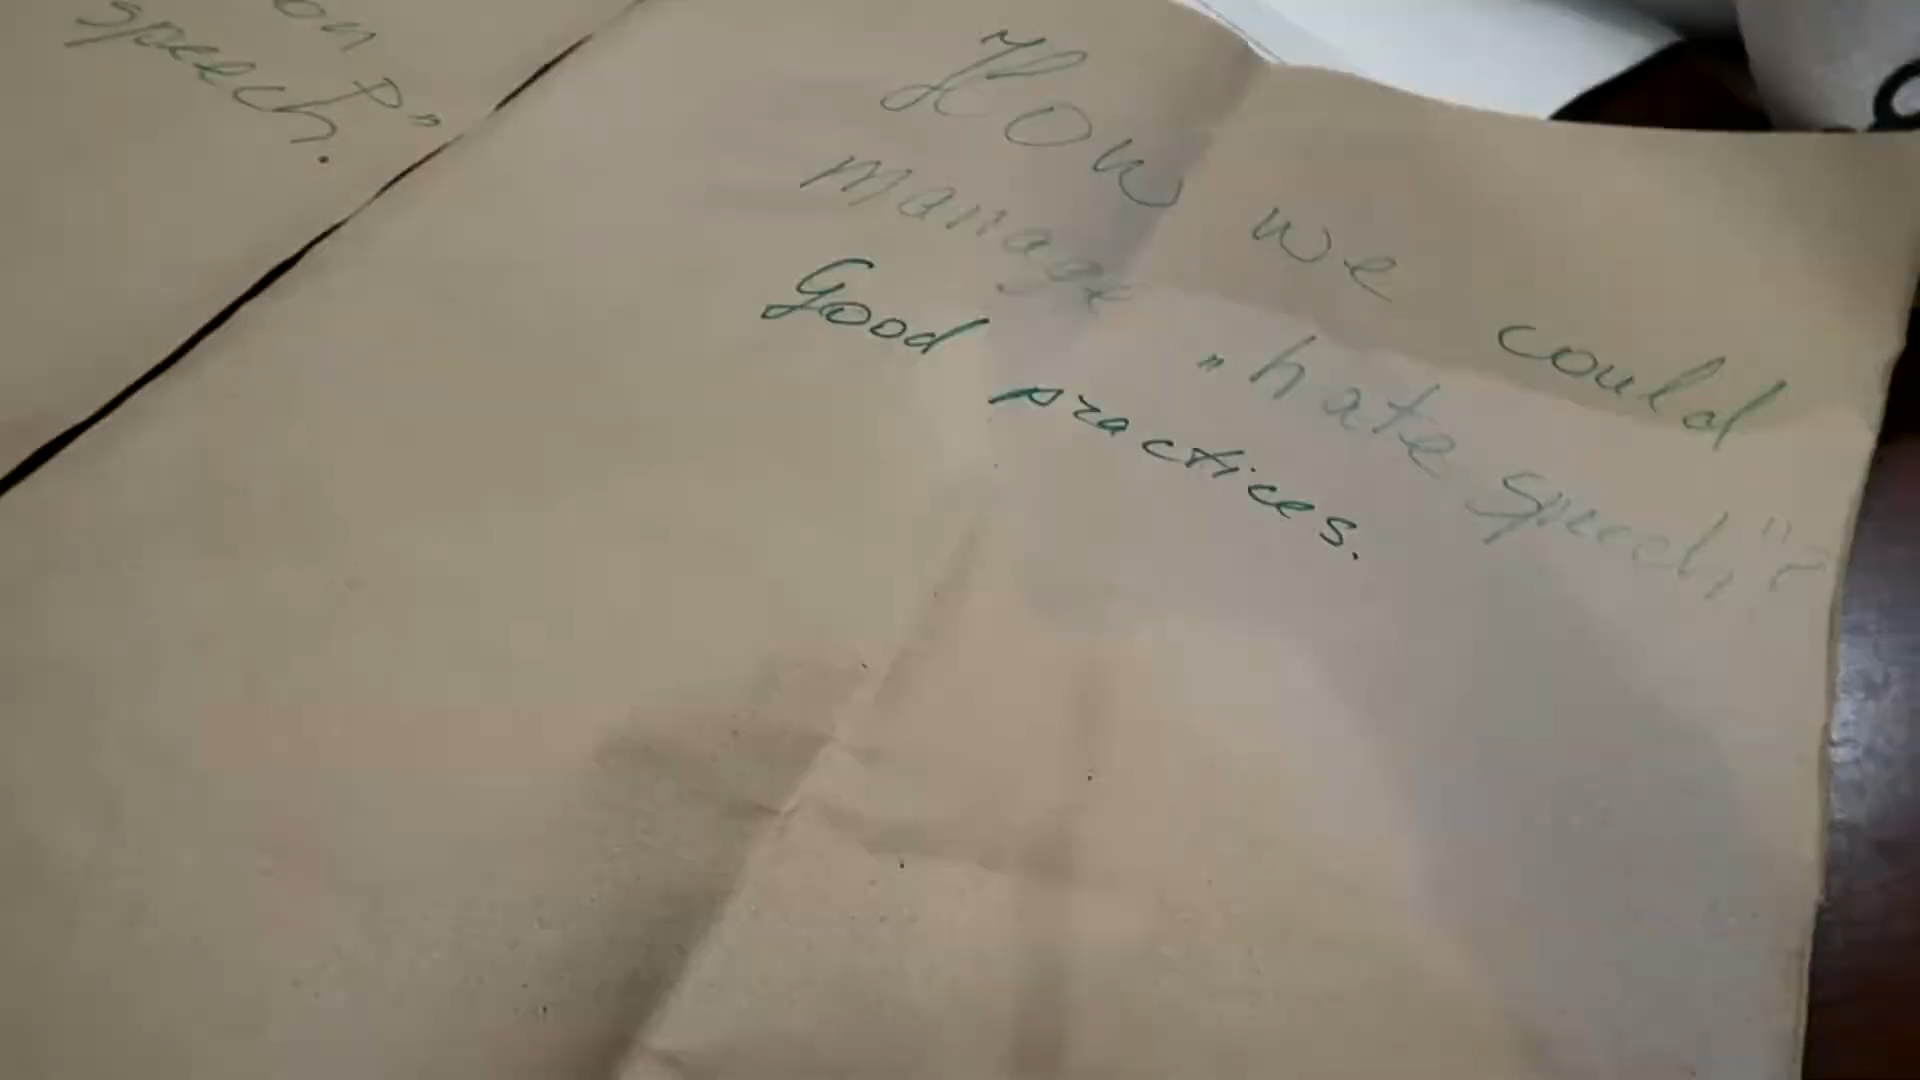 on?"
speech.
How we could
manage „hate speech"?
Good practices.